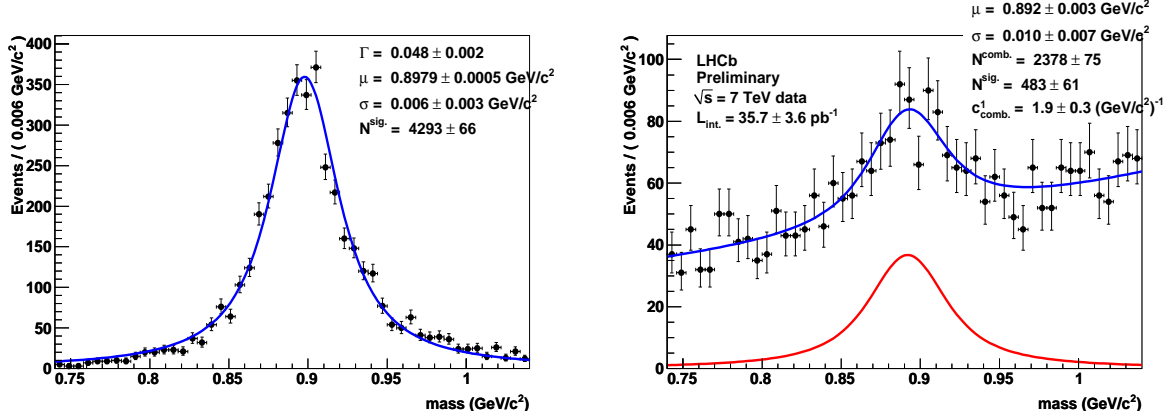 Events / ( 0.006 GeV/c² )
400
350
300
250
200
150
100
50
0
Γ = 0.048 ± 0.002
μ = 0.8979 ± 0.0005 GeV/c²
σ = 0.006 ± 0.003 GeV/c²
N^sig. = 4293 ± 66
0.75 0.8 0.85 0.9 0.95 1
mass (GeV/c²)
Events / ( 0.006 GeV/c² )
100
80
60
40
20
0
LHCb
Preliminary
√s = 7 TeV data
L_int. = 35.7 ± 3.6 pb⁻¹
μ = 0.892 ± 0.003 GeV/c²
σ = 0.010 ± 0.007 GeV/c²
N^comb. = 2378 ± 75
N^sig. = 483 ± 61
c¹_comb. = 1.9 ± 0.3 (GeV/c²)⁻¹
0.75 0.8 0.85 0.9 0.95 1
mass (GeV/c²)